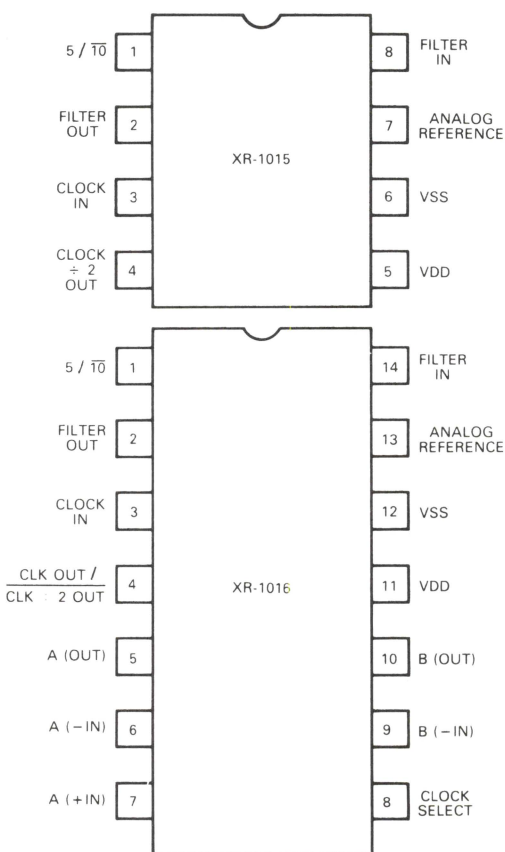 5 / 10
1
8
FILTER
IN
FILTER
OUT
2
7
ANALOG
REFERENCE
XR-1015
CLOCK
IN
3
6
VSS
CLOCK
÷ 2
OUT
4
5
VDD
5 / 10
1
14
FILTER
IN
FILTER
OUT
2
13
ANALOG
REFERENCE
CLOCK
IN
3
12
VSS
CLK OUT /
CLK ÷ 2 OUT
4
XR-1016
11
VDD
A (OUT)
5
10
B (OUT)
A (−IN)
6
9
B (−IN)
A (+IN)
7
8
CLOCK
SELECT